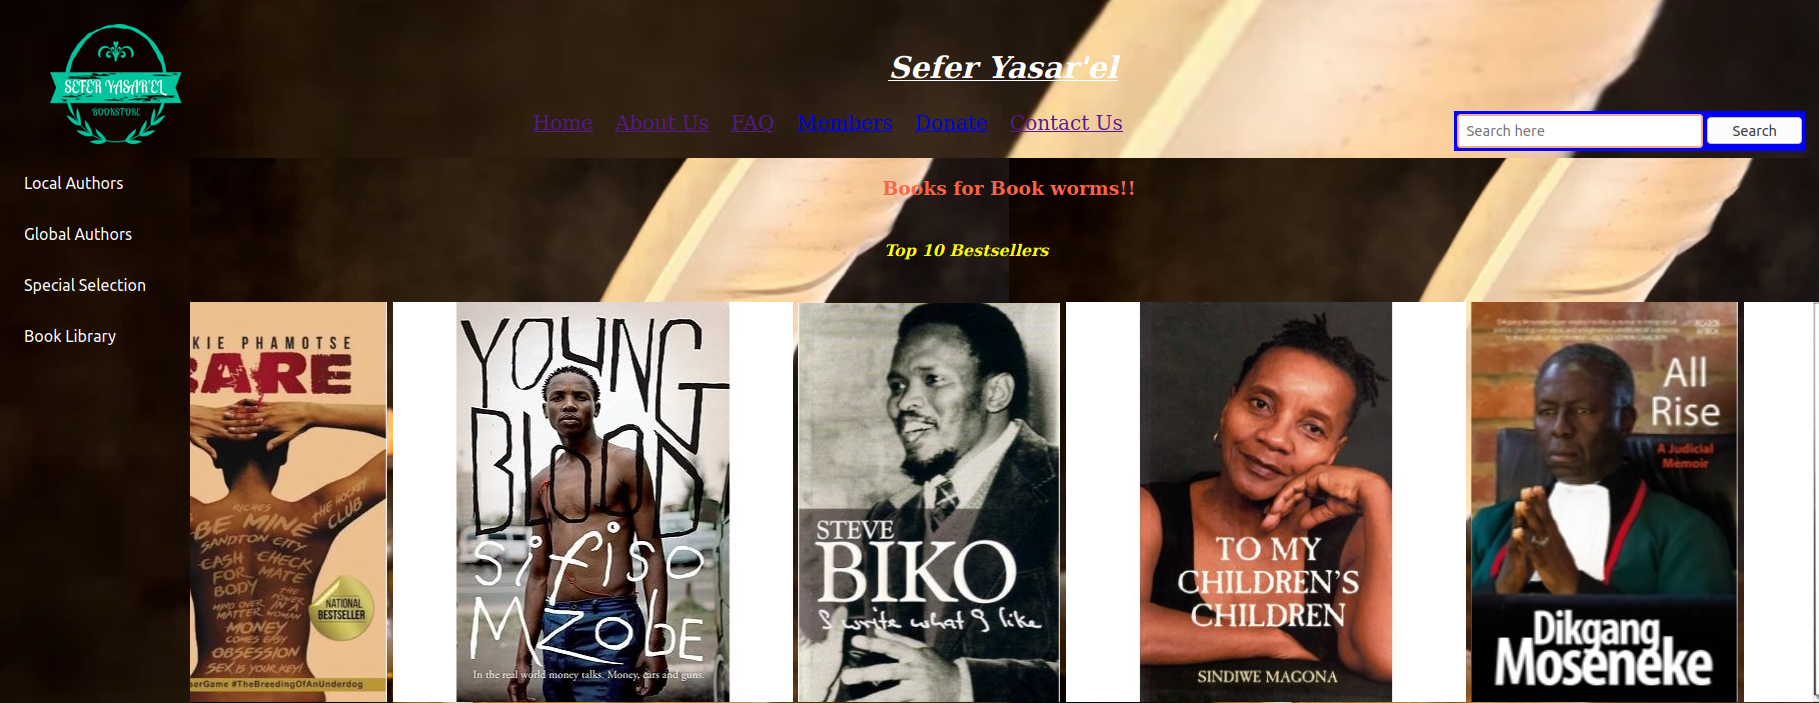 SEFER YASAR'EL
BOOKSTORE
Sefer Yasar'el
Home About Us FAQ Members Donate Contact Us
Search here Search
Local Authors
Global Authors
Special Selection
Book Library
Books for Book worms!!
Top 10 Bestsellers
KIE PHAMOTSE
BARE
RICHES
THE HOCKEY
CLUB
BE MINE
SANDTON CITY
CASH CHECK
FOR MATE
BODY
THE
POWER
IN A
WOMAN
MIND OVER
MATTER
MONEY
COMES EASY
OBSESSION
SEX IS YOUR KEY!
NATIONAL
BESTSELLER
serGame #TheBreedingOfAnUnderdog
YOUNG
BLOOD
sifiso
MZobE
In the real world money talks. Money, cars and guns.
STEVE
BIKO
I write what I like
TO MY
CHILDREN'S
CHILDREN
SINDIWE MAGONA
All
Rise
A Judicial
Memoir
Dikgang
Moseneke